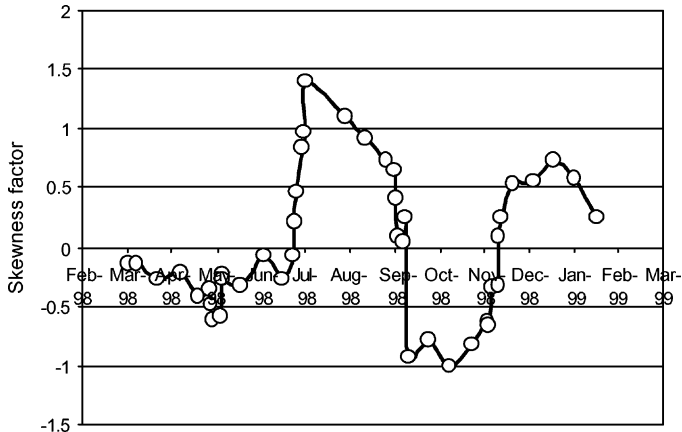 2
1.5
1
0.5
0
-0.5
-1
-1.5
Skewness factor
Feb- Mar- Apr- May- Jun- Jul- Aug- Sep- Oct- Nov- Dec- Jan- Feb- Mar-
98 98 98 98 98 98 98 98 98 98 98 99 99 99